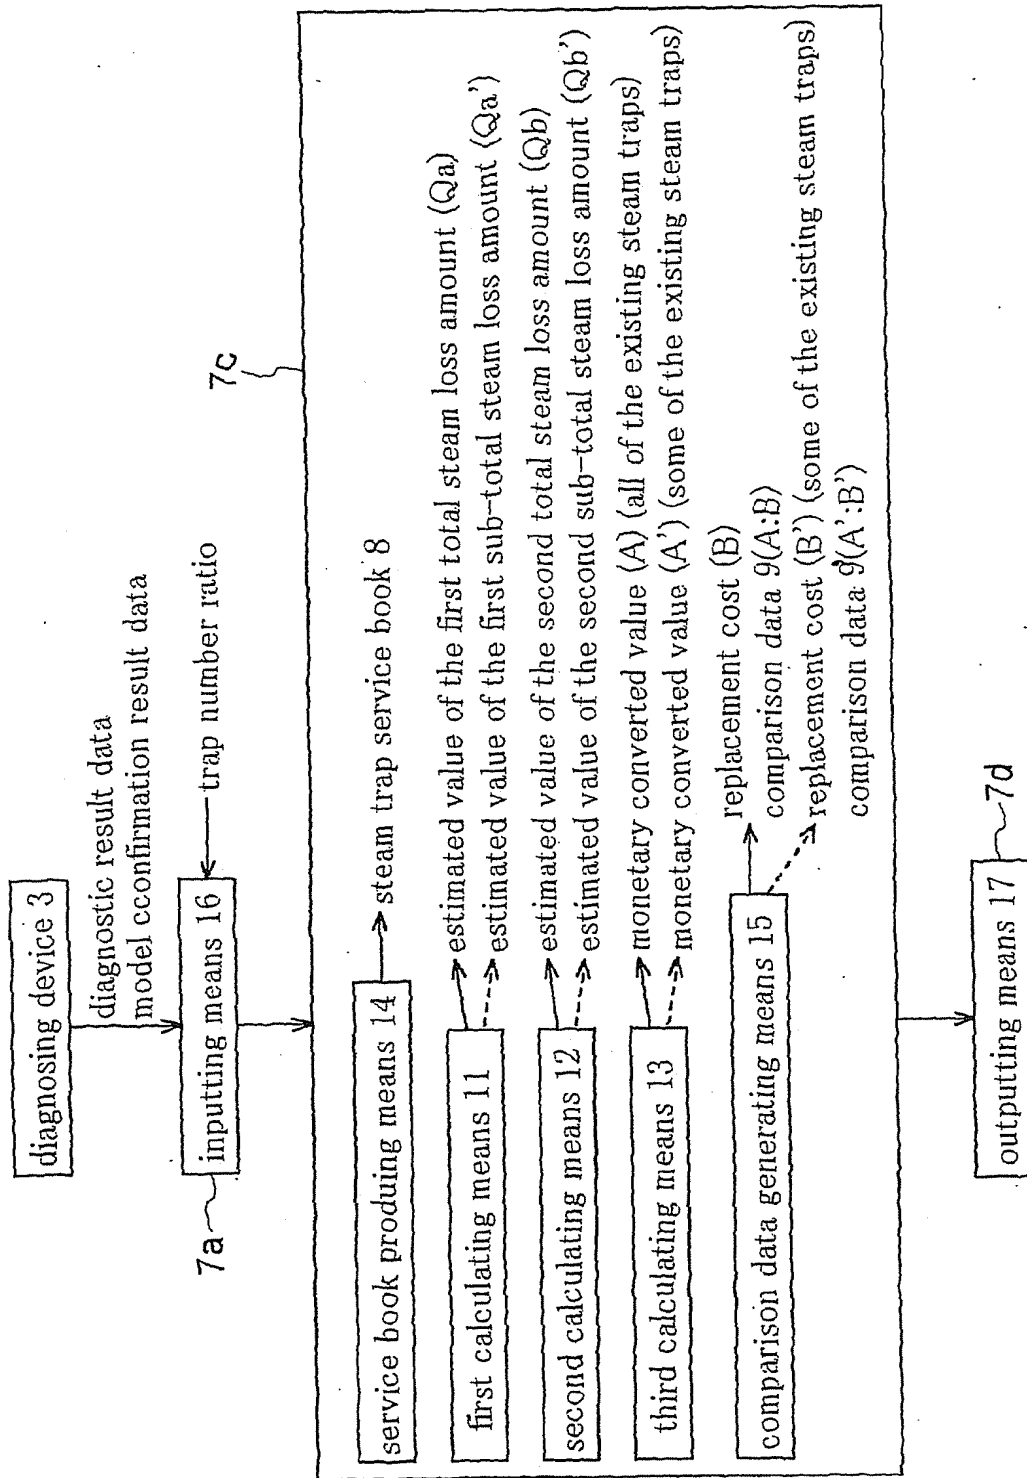 diagnosing device 3
diagnostic result data
model cconfirmation result data
7a
inputing means 16
trap number ratio
7c
service book produing means 14
steam trap service book 8
first calculating means 11
estimated value of the first total steam loss amount (Qa)
estimated value of the first sub-total steam loss amount (Qa')
second calculating means 12
estimated value of the second total steam loss amount (Qb)
estimated value of the second sub-total steam loss amount (Qb')
third calculating means 13
monetary converted value (A) (all of the existing steam traps)
monetary converted value (A') (some of the existing steam traps)
comparison data generating means 15
replacement cost (B)
comparison data 9(A:B)
replacement cost (B') (some of the existing steam traps)
comparison data 9(A':B')
outputting means 17
7d